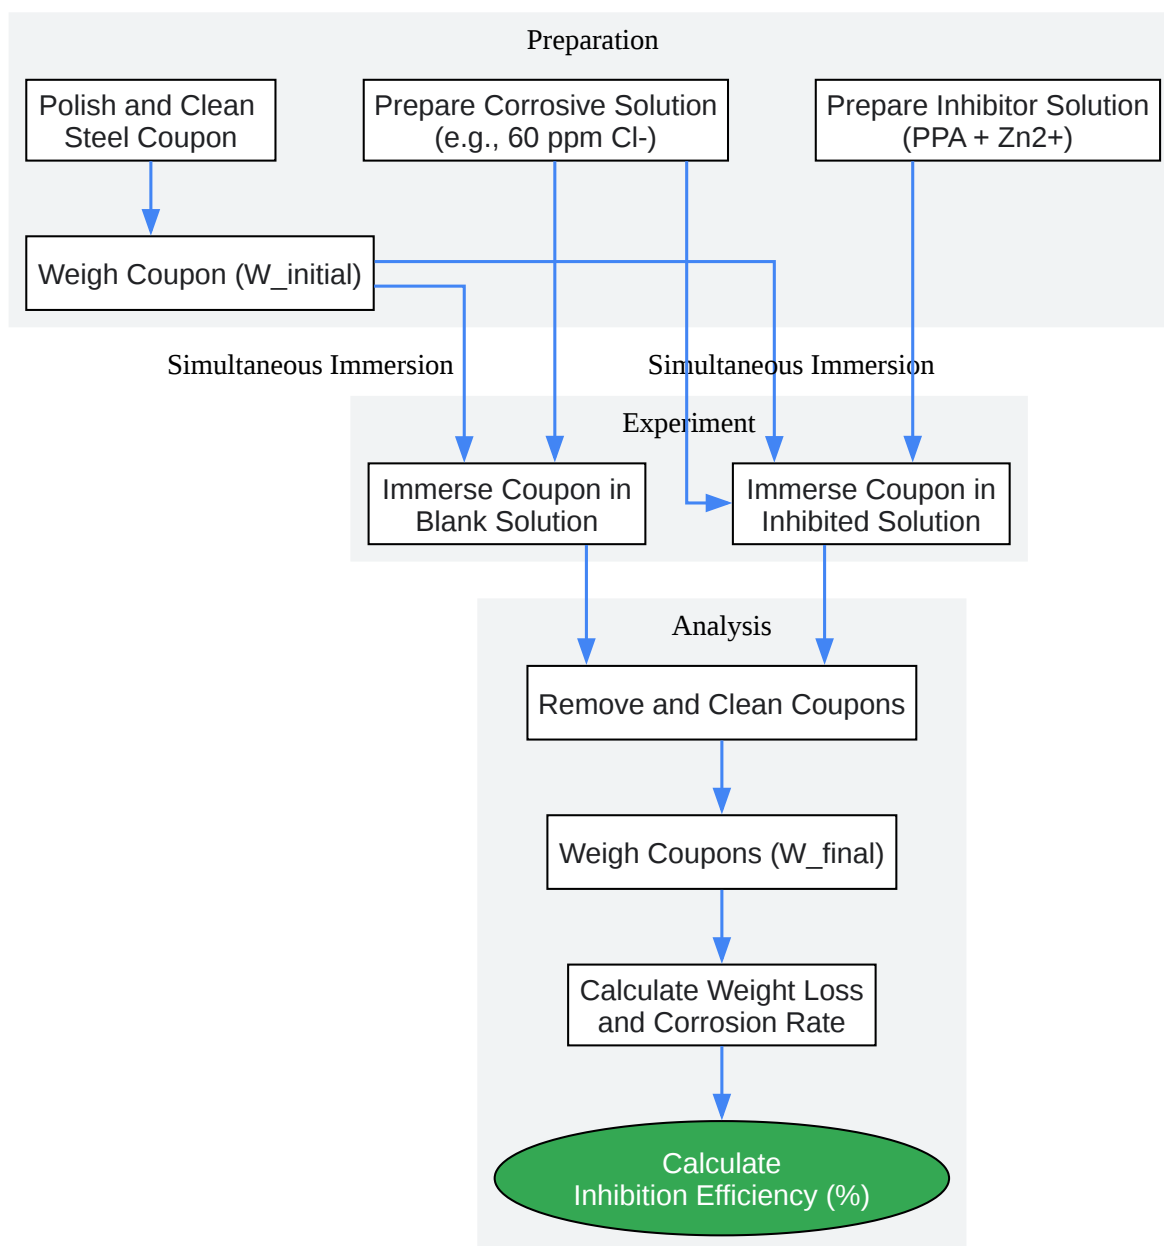 Preparation
Polish and Clean
Steel Coupon
Prepare Corrosive Solution
(e.g., 60 ppm Cl-)
Prepare Inhibitor Solution
(PPA + Zn2+)
Weigh Coupon (W_initial)
Simultaneous Immersion
Simultaneous Immersion
Experiment
Immerse Coupon in
Blank Solution
Immerse Coupon in
Inhibited Solution
Analysis
Remove and Clean Coupons
Weigh Coupons (W_final)
Calculate Weight Loss
and Corrosion Rate
Calculate
Inhibition Efficiency (%)